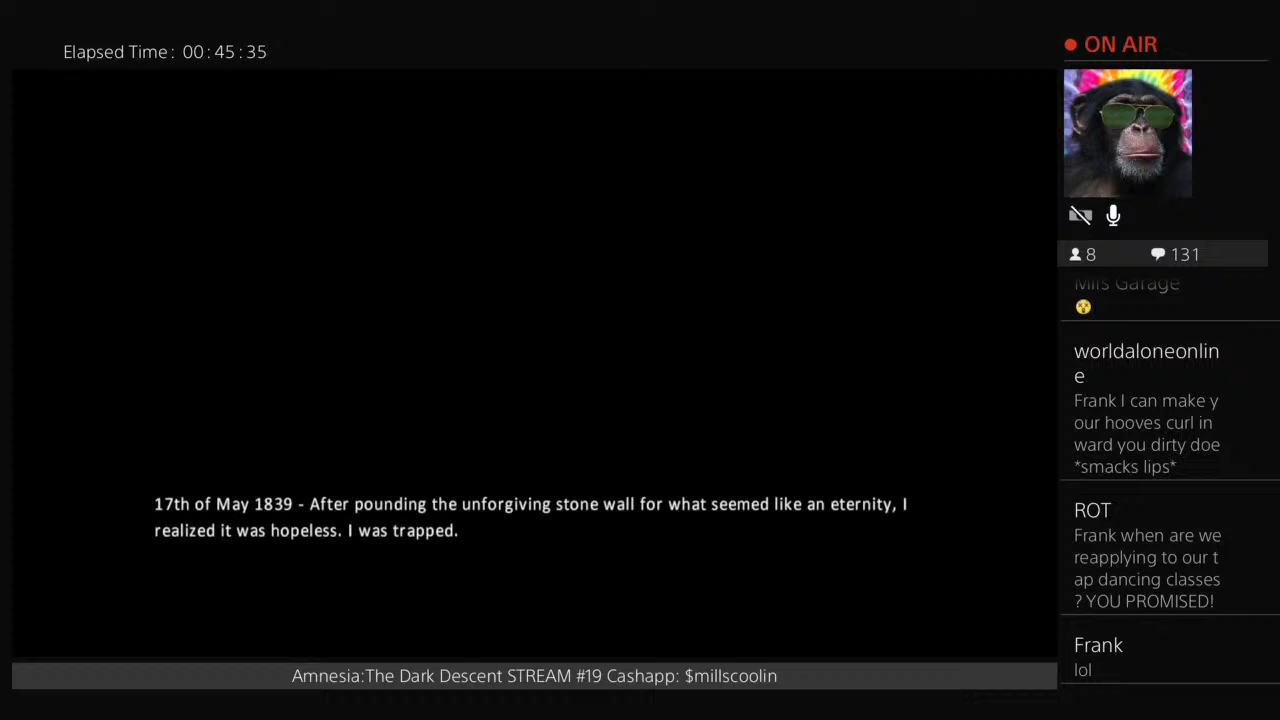 Elapsed Time: 00:45:35
ON AIR
8
131
Mils Garage
worldaloneonlin
e
Frank I can make y
our hooves curl in
ward you dirty doe
*smacks lips*
ROT
Frank when are we
reapplying to our t
ap dancing classes
? YOU PROMISED!
Frank
lol
17th of May 1839 - After pounding the unforgiving stone wall for what seemed like an eternity, I
realized it was hopeless. I was trapped.
Amnesia:The Dark Descent STREAM #19 Cashapp: $millscoolin